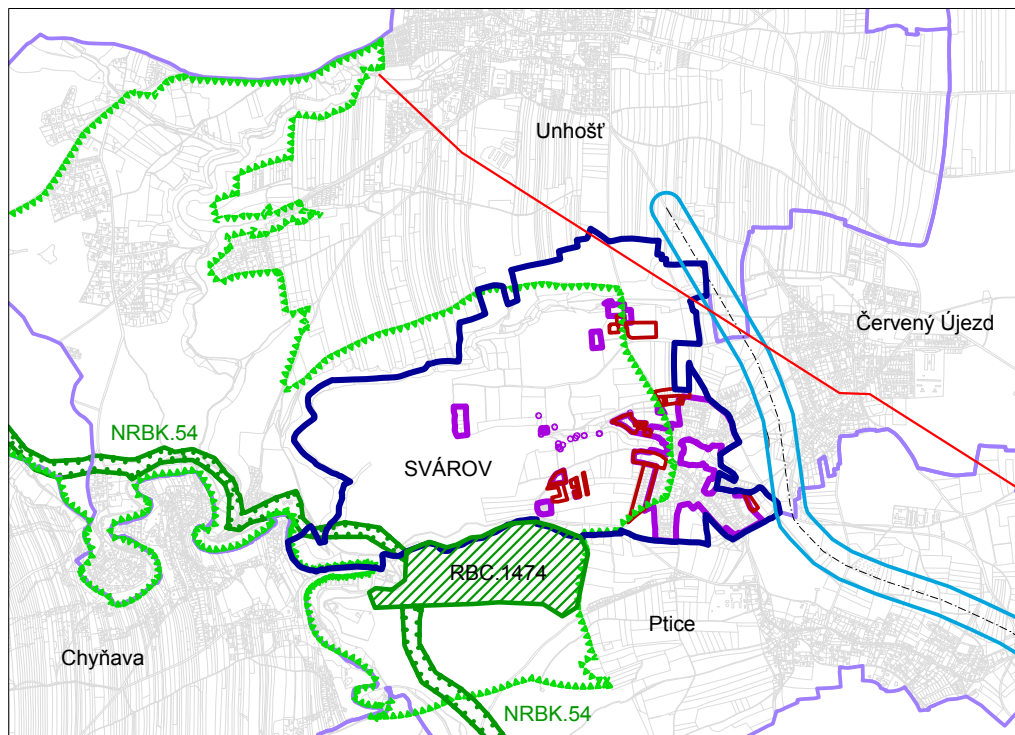 Unhošť
Červený Újezd
NRBK.54
SVÁROV
RBC.1474
Ptice
Chyňava
NRBK.54